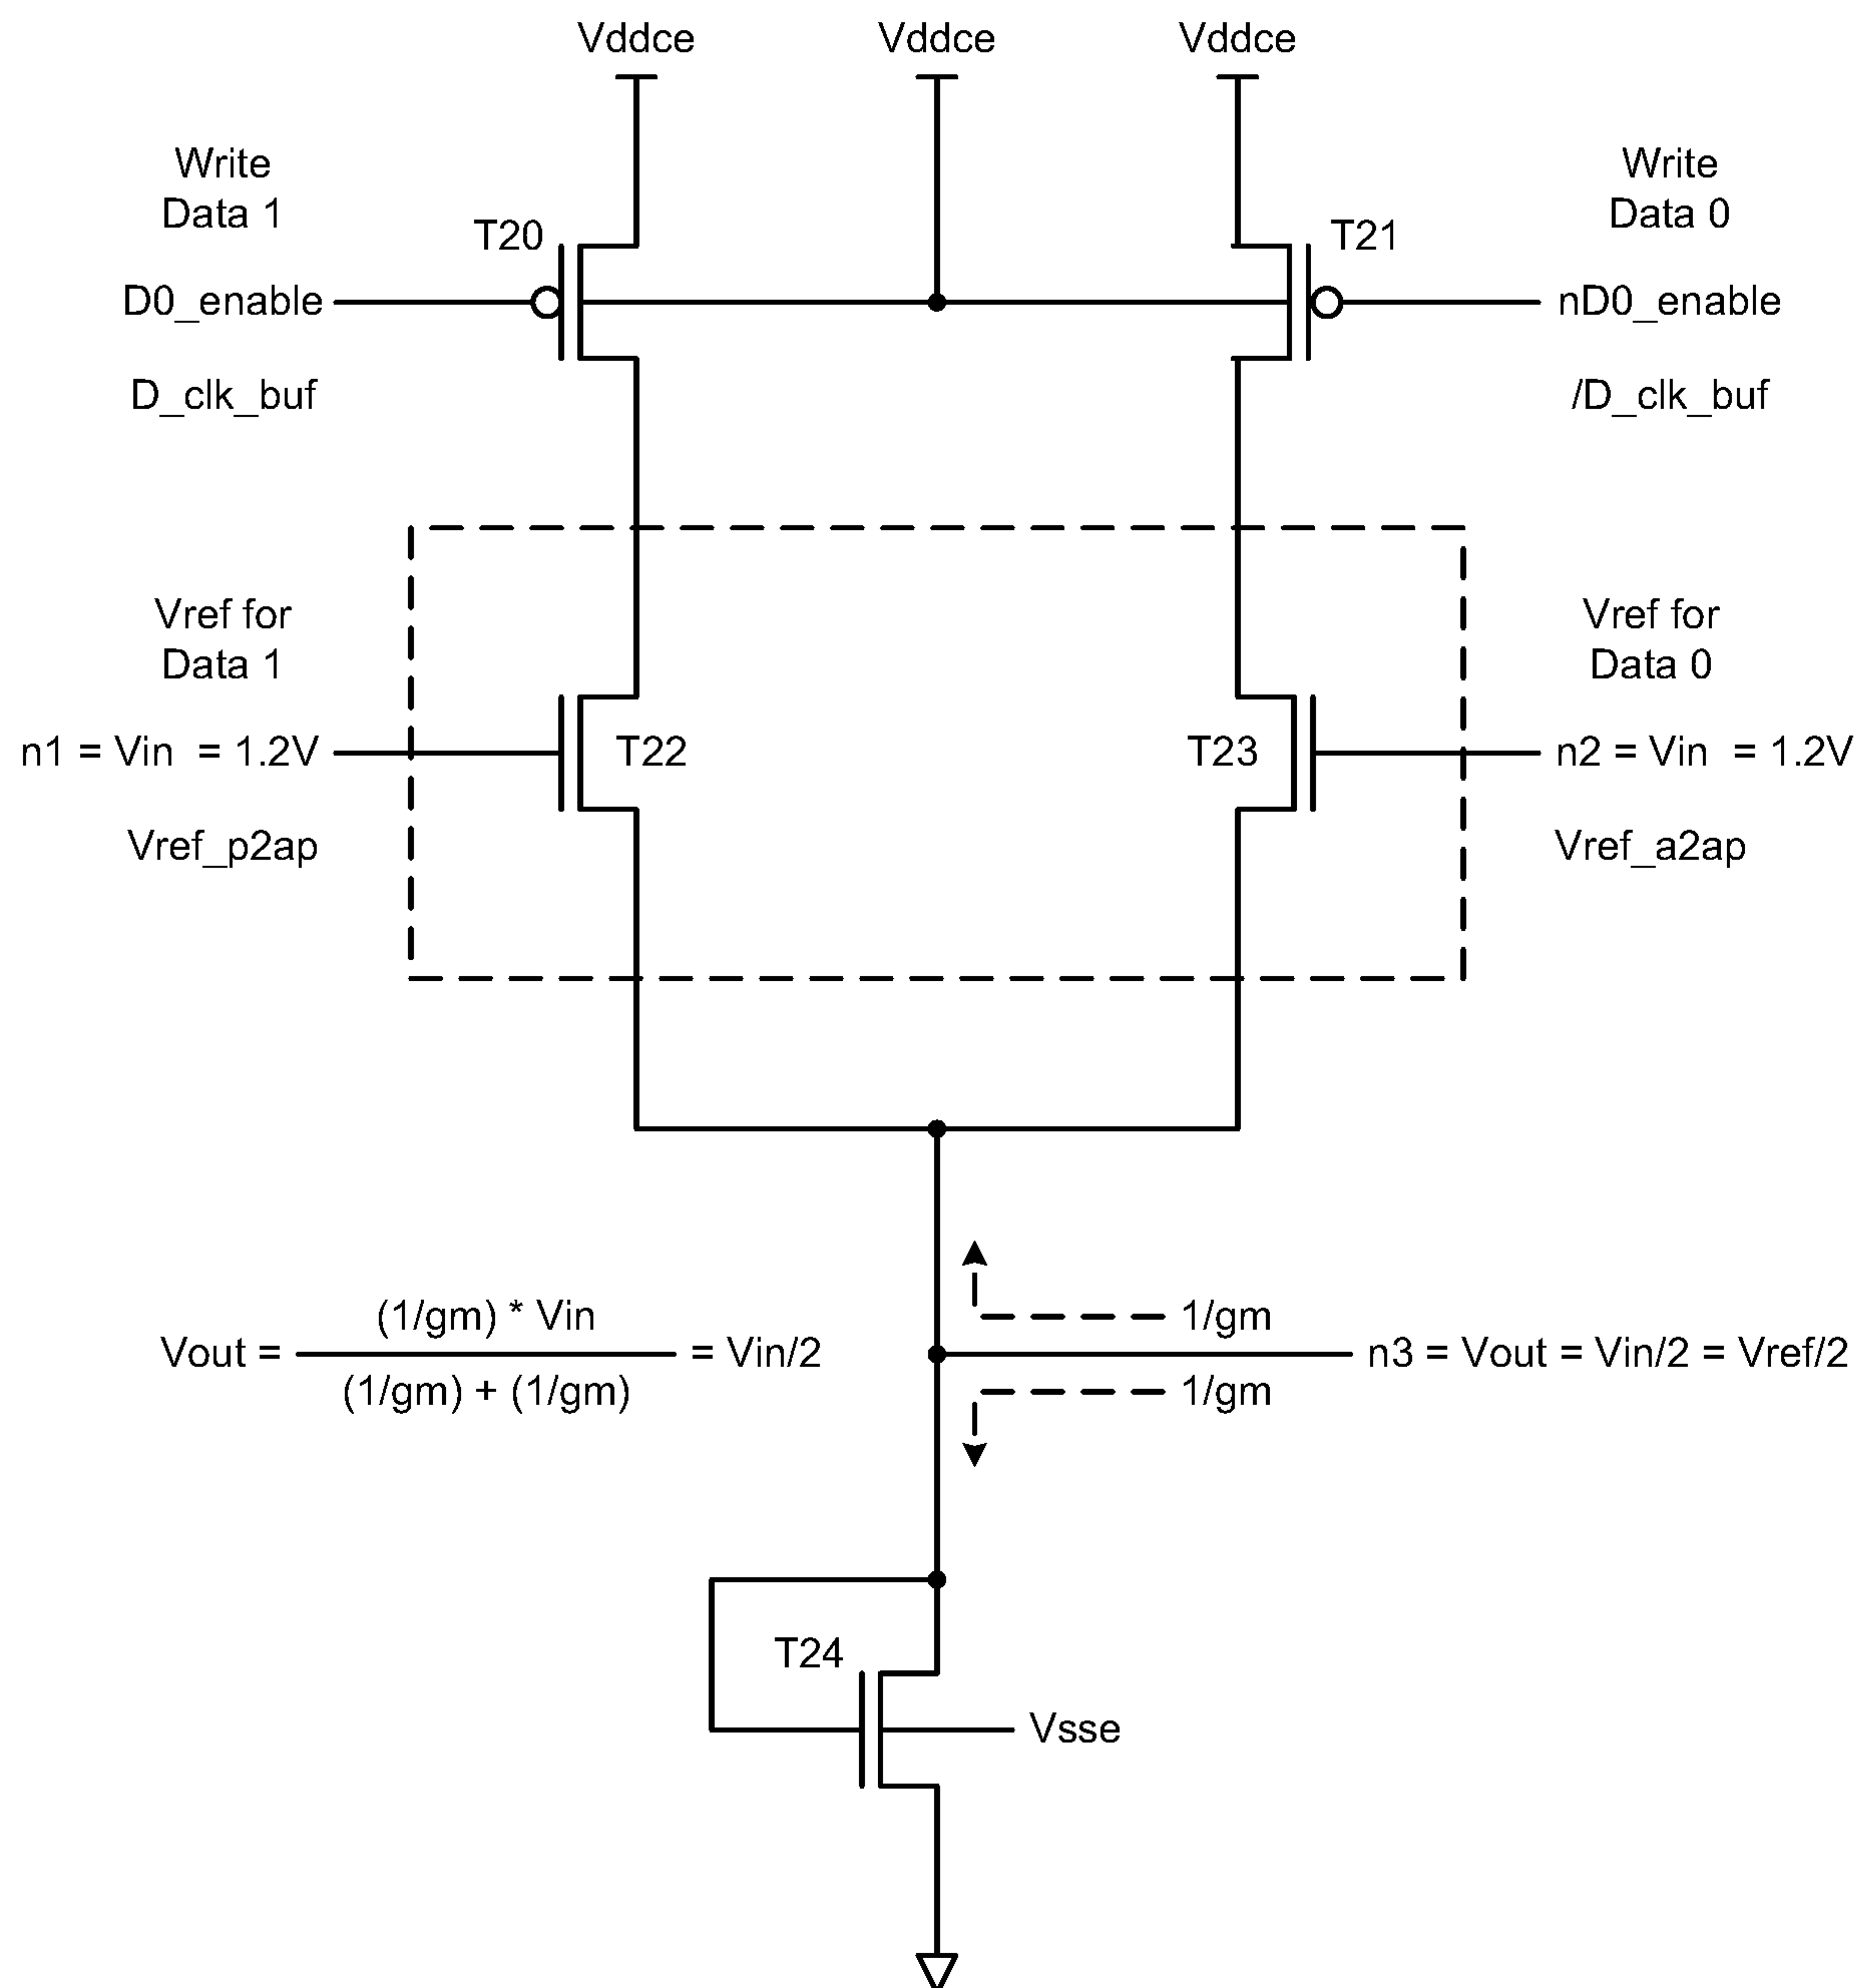 Vddce
Vddce
Vddce
Write
Data 1
Write
Data 0
T20
T21
D0_enable
nD0_enable
D_clk_buf
/D_clk_buf
Vref for
Data 1
Vref for
Data 0
n1 = Vin = 1.2V
T22
T23
n2 = Vin = 1.2V
Vref_p2ap
Vref_a2ap
(1/gm) * Vin
1/gm
Vout =
= Vin/2
n3 = Vout = Vin/2 = Vref/2
(1/gm) + (1/gm)
1/gm
T24
Vsse